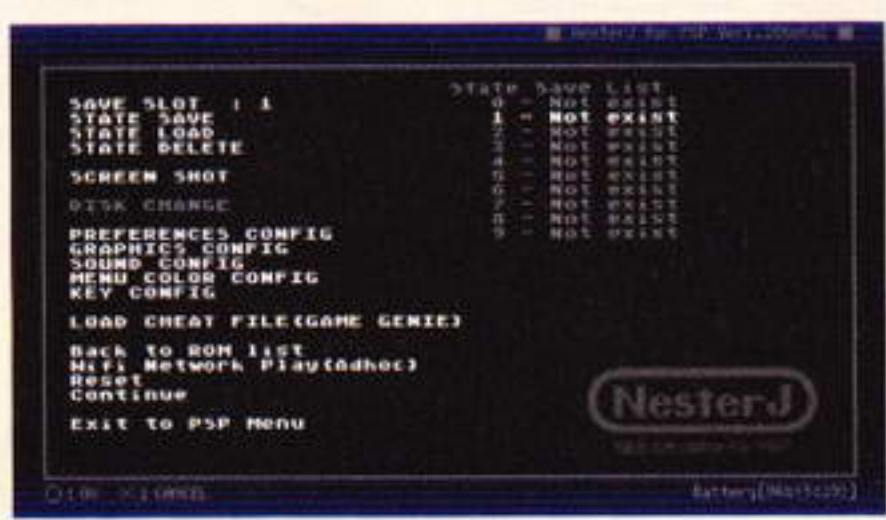 NesterJ for PSP
SAVE SLOT : 1
STATE SAVE
STATE LOAD
STATE DELETE
SCREEN SHOT
DISK CHANGE
PREFERENCES CONFIG
GRAPHICS CONFIG
SOUND CONFIG
MENU COLOR CONFIG
KEY CONFIG
LOAD CHEAT FILE(GAME GENIE)
Back to ROM list
Wifi Network Play(Adhoc)
Reset
Continue
Exit to PSP Menu
State Save List
0 - Not exist
1 - Not exist
2 - Not exist
3 - Not exist
4 - Not exist
5 - Not exist
6 - Not exist
7 - Not exist
8 - Not exist
9 - Not exist
NesterJ
Battery